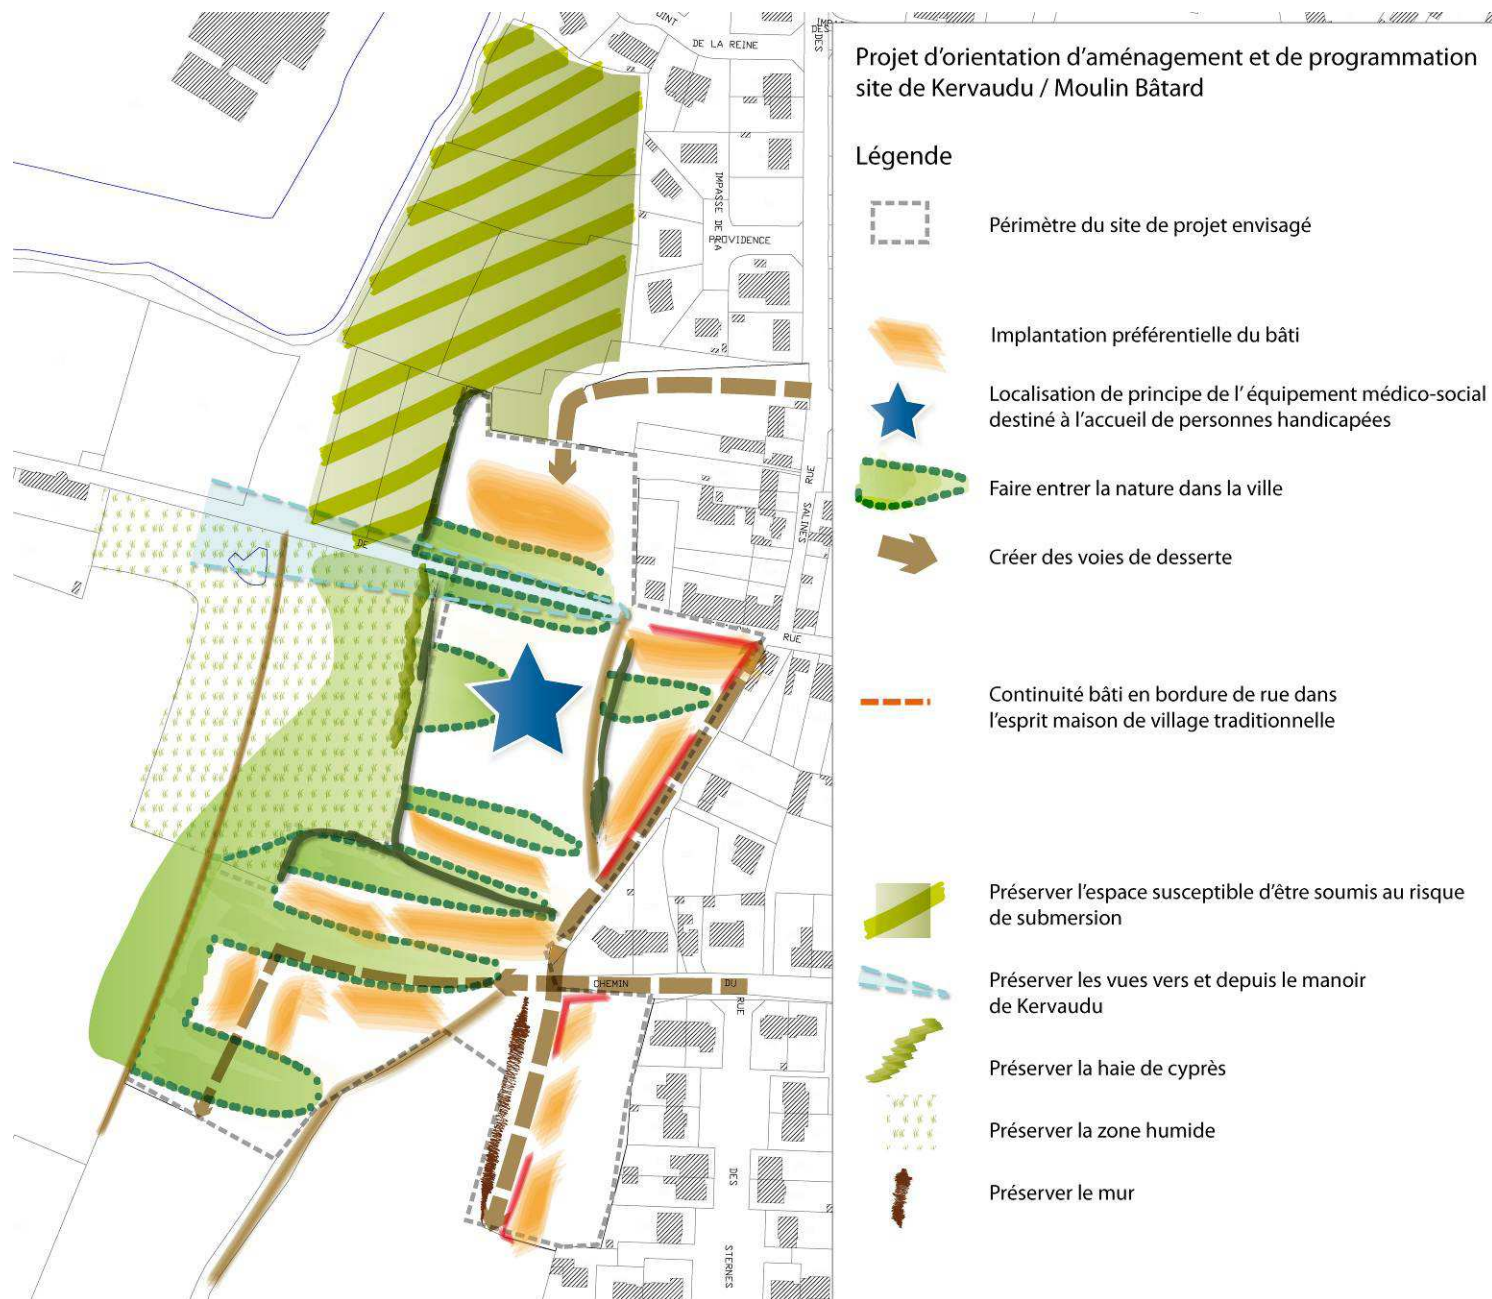 OINT
DE LA REINE
IMPA
DES
DES
IMPASSE DE LA
PROVIDENCE
RUE
SALINES
DE
RUE
CHEMIN
DU
RUE
DES
STERNES
Projet d'orientation d'aménagement et de programmation
site de Kervaudu / Moulin Bâtard
Légende
Périmètre du site de projet envisagé
Implantation préférentielle du bâti
Localisation de principe de l' équipement médico-social
destiné à l'accueil de personnes handicapées
Faire entrer la nature dans la ville
Créer des voies de desserte
Continuité bâti en bordure de rue dans
l'esprit maison de village traditionnelle
Préserver l'espace susceptible d'être soumis au risque
de submersion
Préserver les vues vers et depuis le manoir
de Kervaudu
Préserver la haie de cyprès
Préserver la zone humide
Préserver le mur